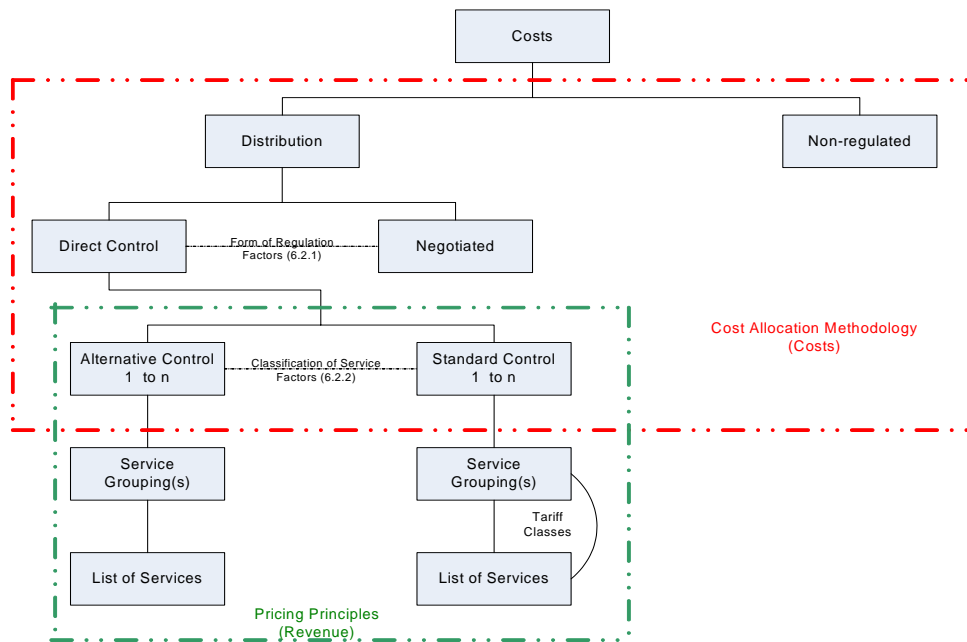 Costs
Distribution
Non-regulated
Direct Control
Form of Regulation
Factors (6.2.1)
Negotiated
Cost Allocation Methodology
(Costs)
Alternative Control
1 to n
Classification of Service
Factors (6.2.2)
Standard Control
1 to n
Service
Grouping(s)
Service
Grouping(s)
Tariff
Classes
List of Services
List of Services
Pricing Principles
(Revenue)